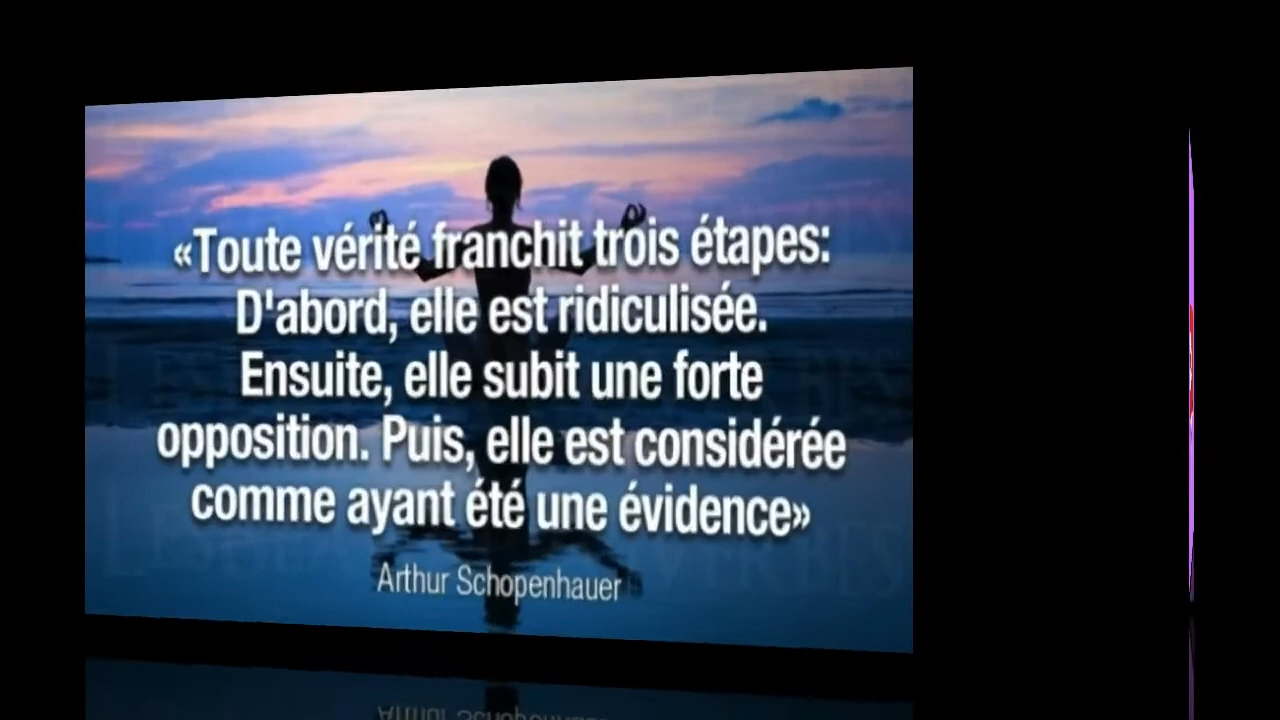 «Toute vérité franchit trois étapes:
D'abord, elle est ridiculisée.
Ensuite, elle subit une forte
opposition. Puis, elle est considérée
comme ayant été une évidence»
Arthur Schopenhauer